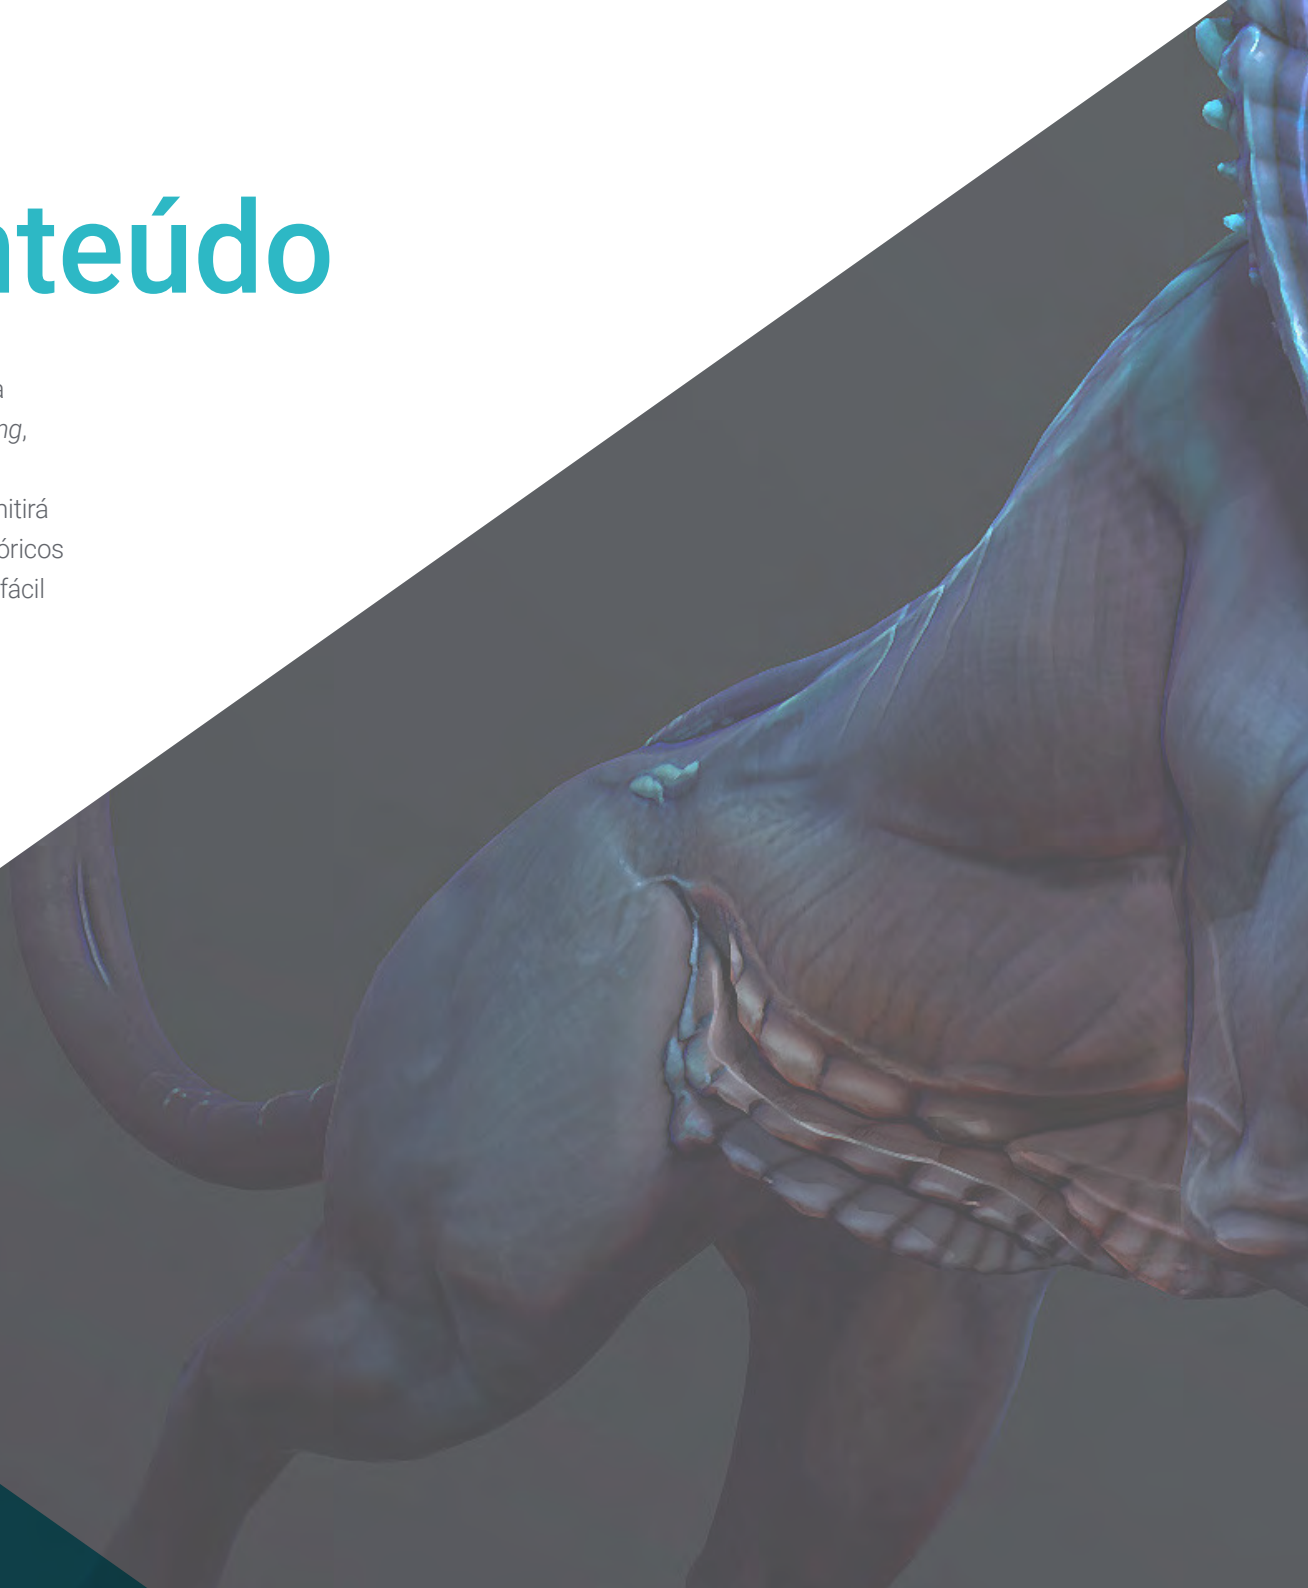 nteúdo
a
ng,
nitirá
óricos
fácil